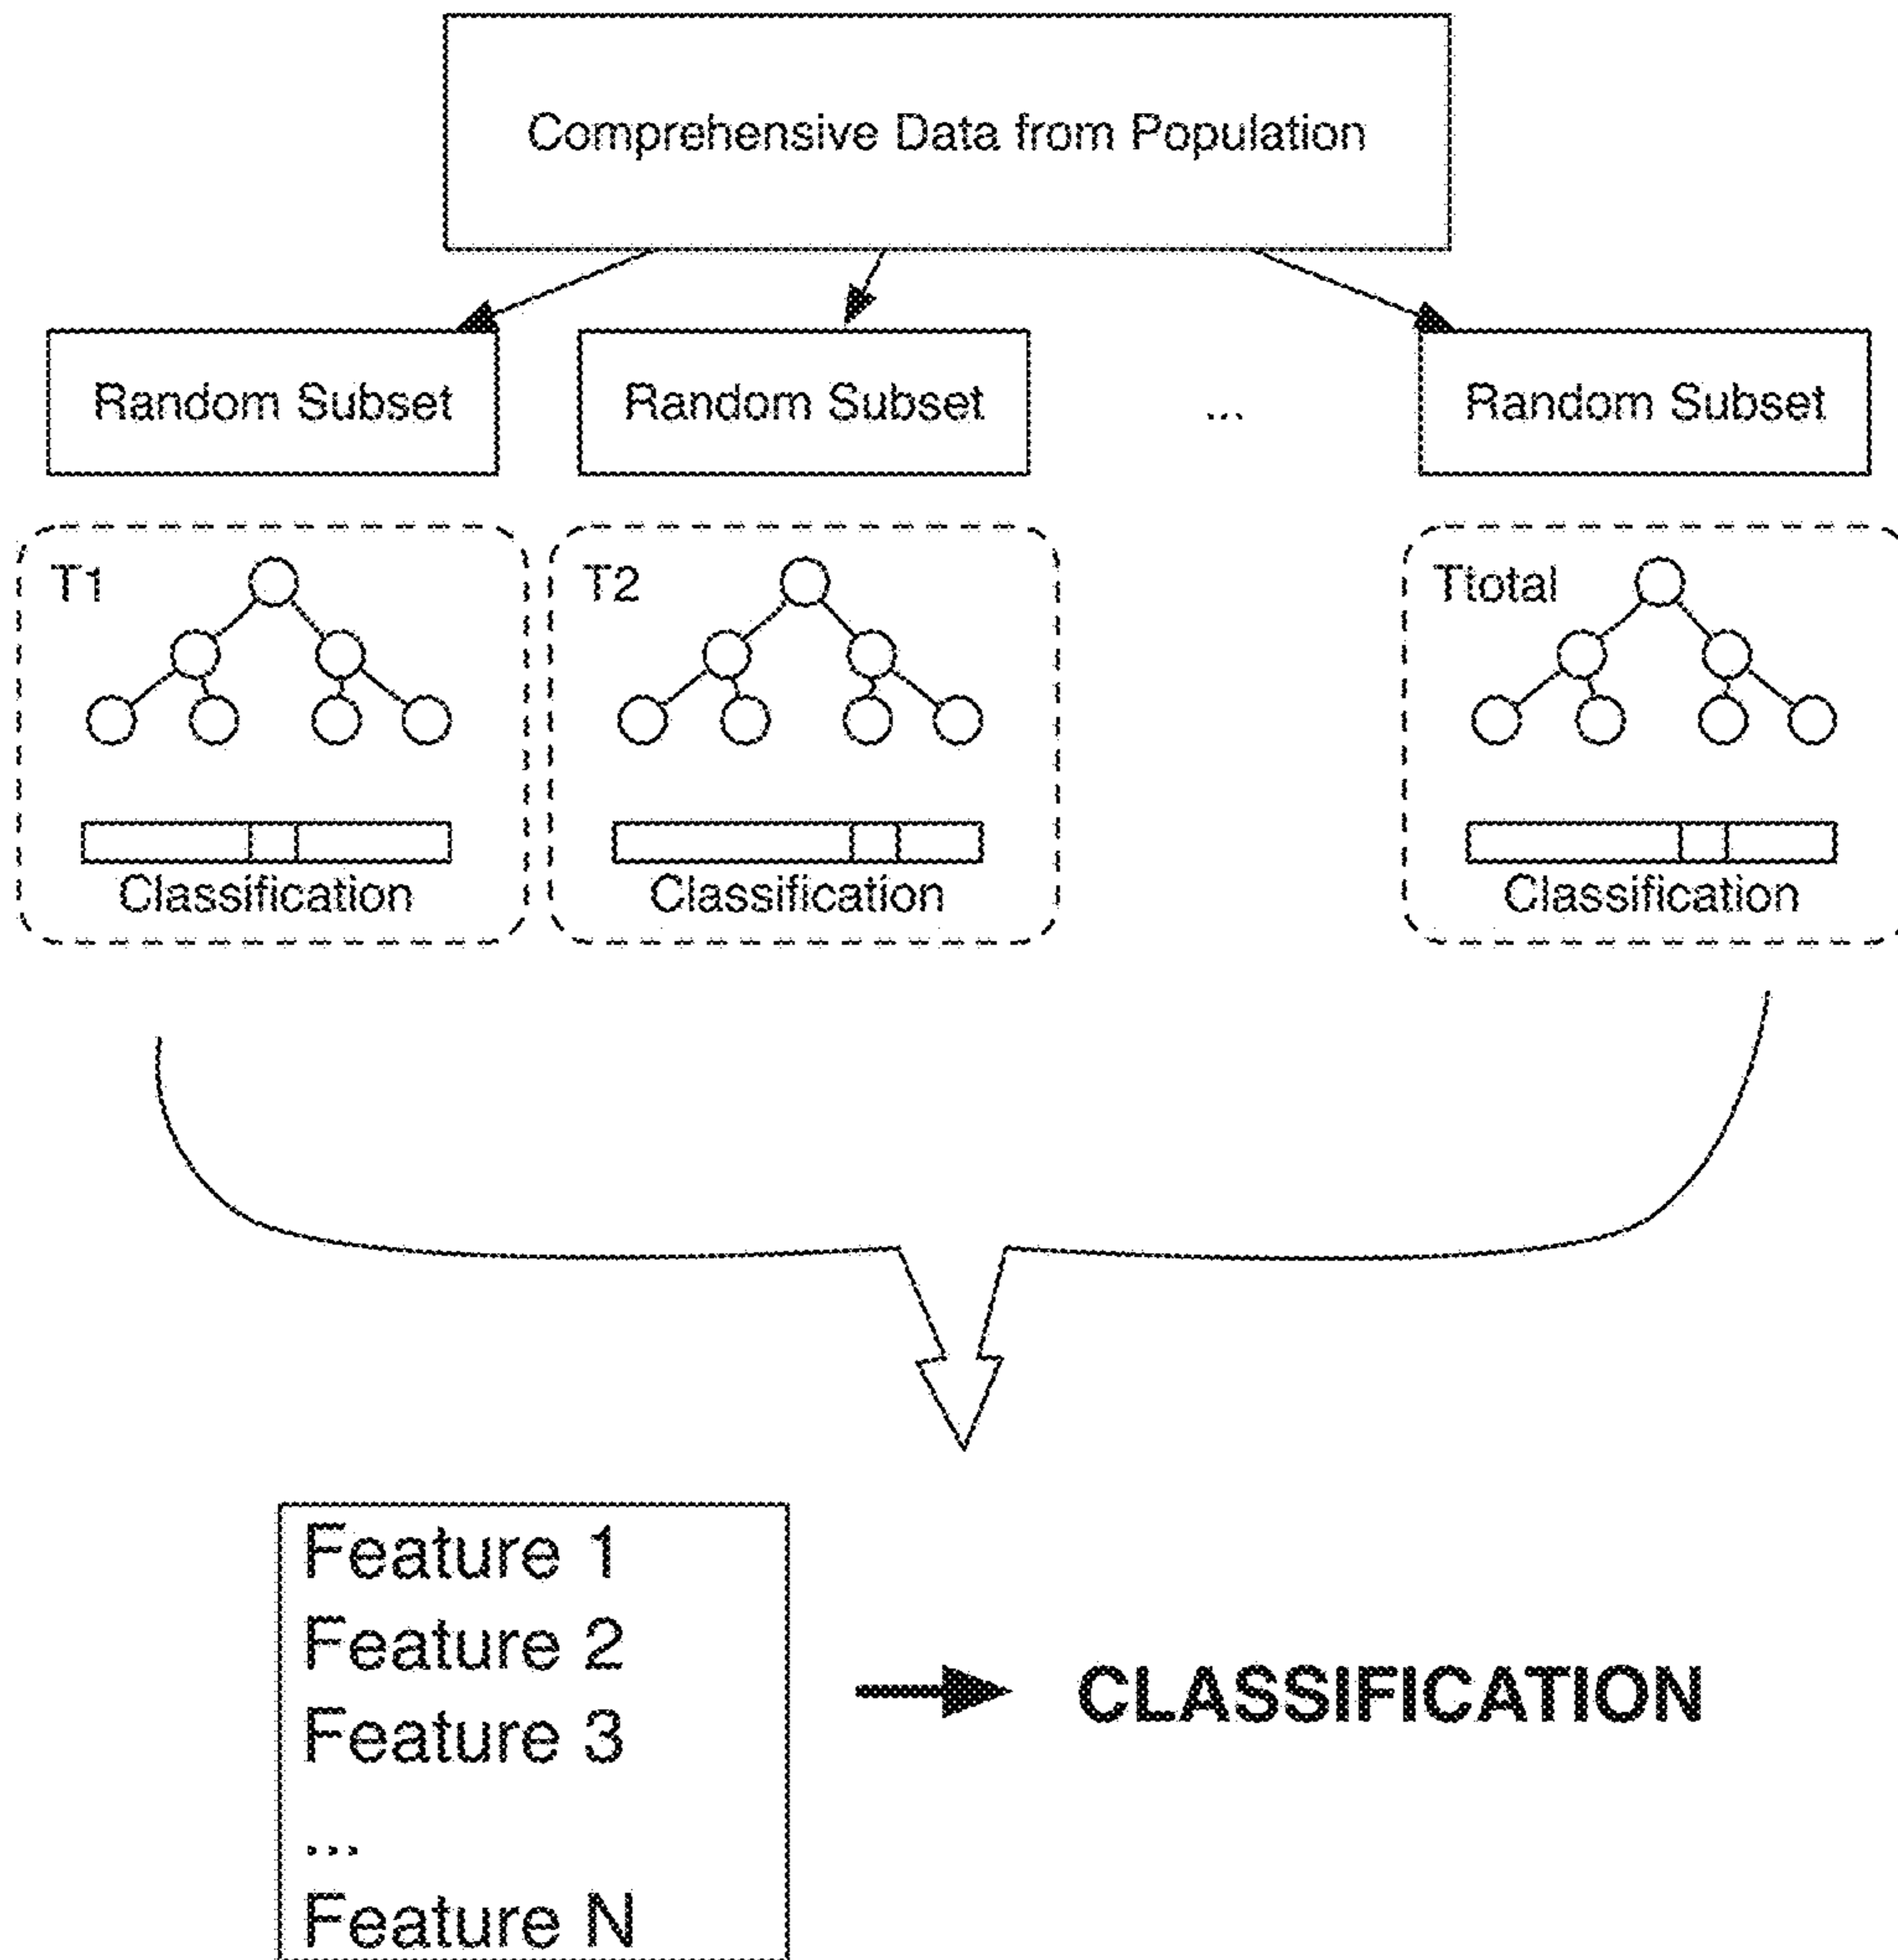 Comprehensive Data from Population
Random Subset Random Subset ... Random Subset
T1 T2 Ttotal
Classification Classification Classification
Feature 1
Feature 2
Feature 3
...
Feature N
CLASSIFICATION